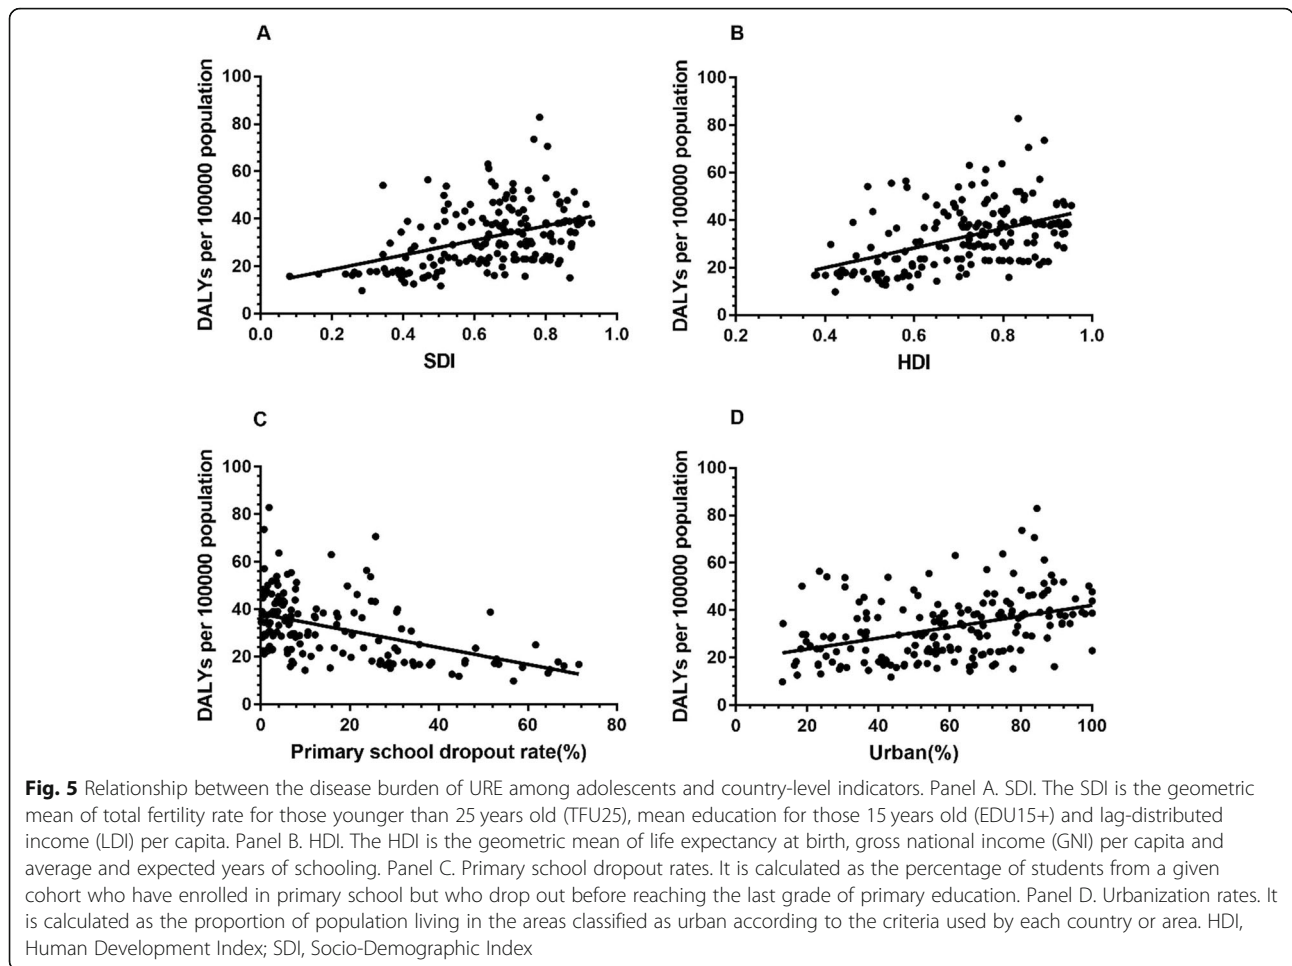 A
DALYs per 100000 population
100
80
60
40
20
0
0.0 0.2 0.4 0.6 0.8 1.0
SDI
B
DALYs per 100000 population
100
80
60
40
20
0
0.2 0.4 0.6 0.8 1.0
HDI
C
DALYs per 100000 population
100
80
60
40
20
0
0 20 40 60 80
Primary school dropout rate(%)
D
DALYs per 100000 population
100
80
60
40
20
0
0 20 40 60 80 100
Urban(%)
Fig. 5 Relationship between the disease burden of URE among adolescents and country-level indicators. Panel A. SDI. The SDI is the geometric
mean of total fertility rate for those younger than 25 years old (TFU25), mean education for those 15 years old (EDU15+) and lag-distributed
income (LDI) per capita. Panel B. HDI. The HDI is the geometric mean of life expectancy at birth, gross national income (GNI) per capita and
average and expected years of schooling. Panel C. Primary school dropout rates. It is calculated as the percentage of students from a given
cohort who have enrolled in primary school but who drop out before reaching the last grade of primary education. Panel D. Urbanization rates. It
is calculated as the proportion of population living in the areas classified as urban according to the criteria used by each country or area. HDI,
Human Development Index; SDI, Socio-Demographic Index